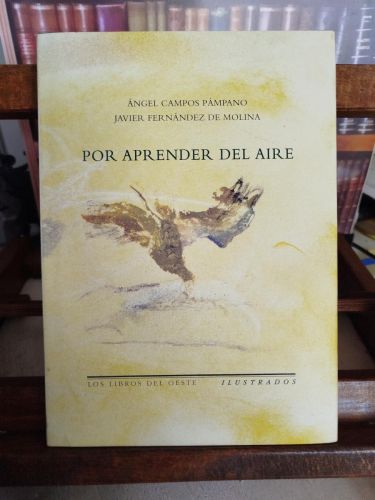 ÁNGEL CAMPOS PÁMPANO
JAVIER FERNÁNDEZ DE MOLINA
POR APRENDER DEL AIRE
LOS LIBROS DEL OESTE ILUSTRADOS